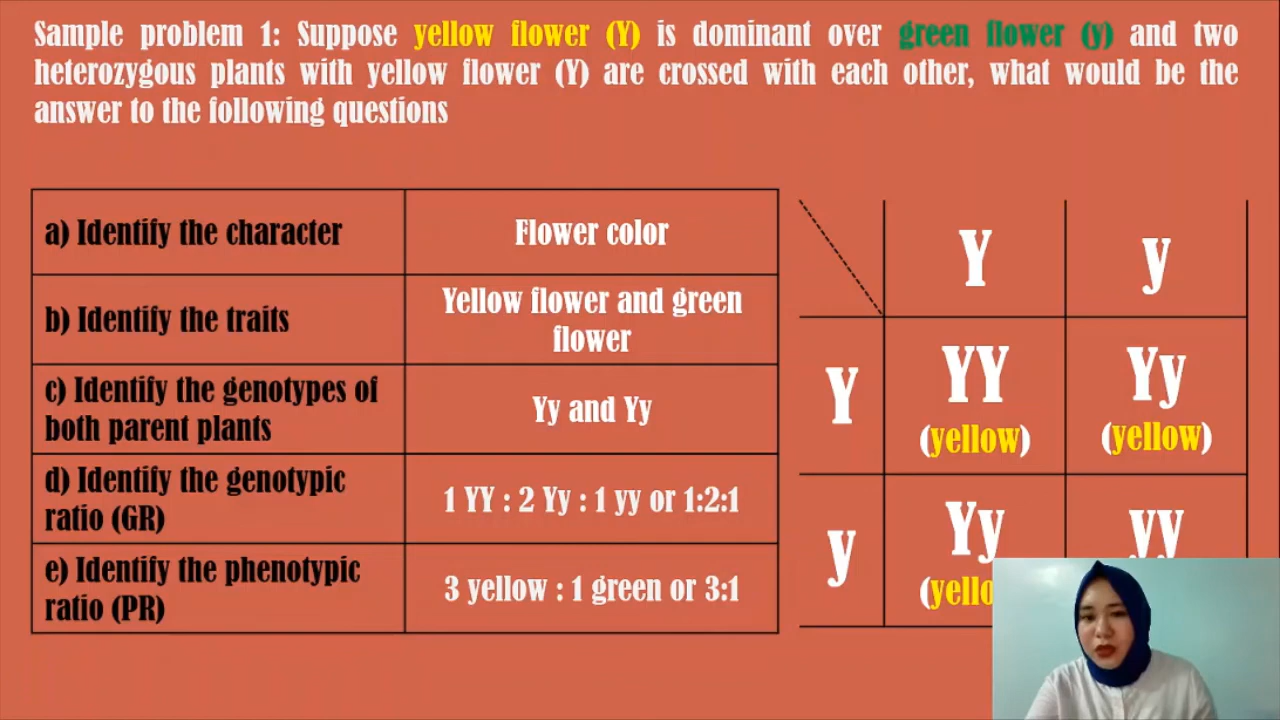 Sample problem 1: Suppose yellow flower (Y) is dominant over green flower (y) and two
heterozygous plants with yellow flower (Y) are crossed with each other, what would be the
answer to the following questions
a) Identify the character
Flower color
b) Identify the traits
Yellow flower and green
flower
c) Identify the genotypes of
both parent plants
Yy and Yy
d) Identify the genotypic
ratio (GR)
1 YY : 2 Yy : 1 yy or 1:2:1
e) Identify the phenotypic
ratio (PR)
3 yellow : 1 green or 3:1
Y y
Y YY Yy
(yellow) (yellow)
y Yy yy
(yello